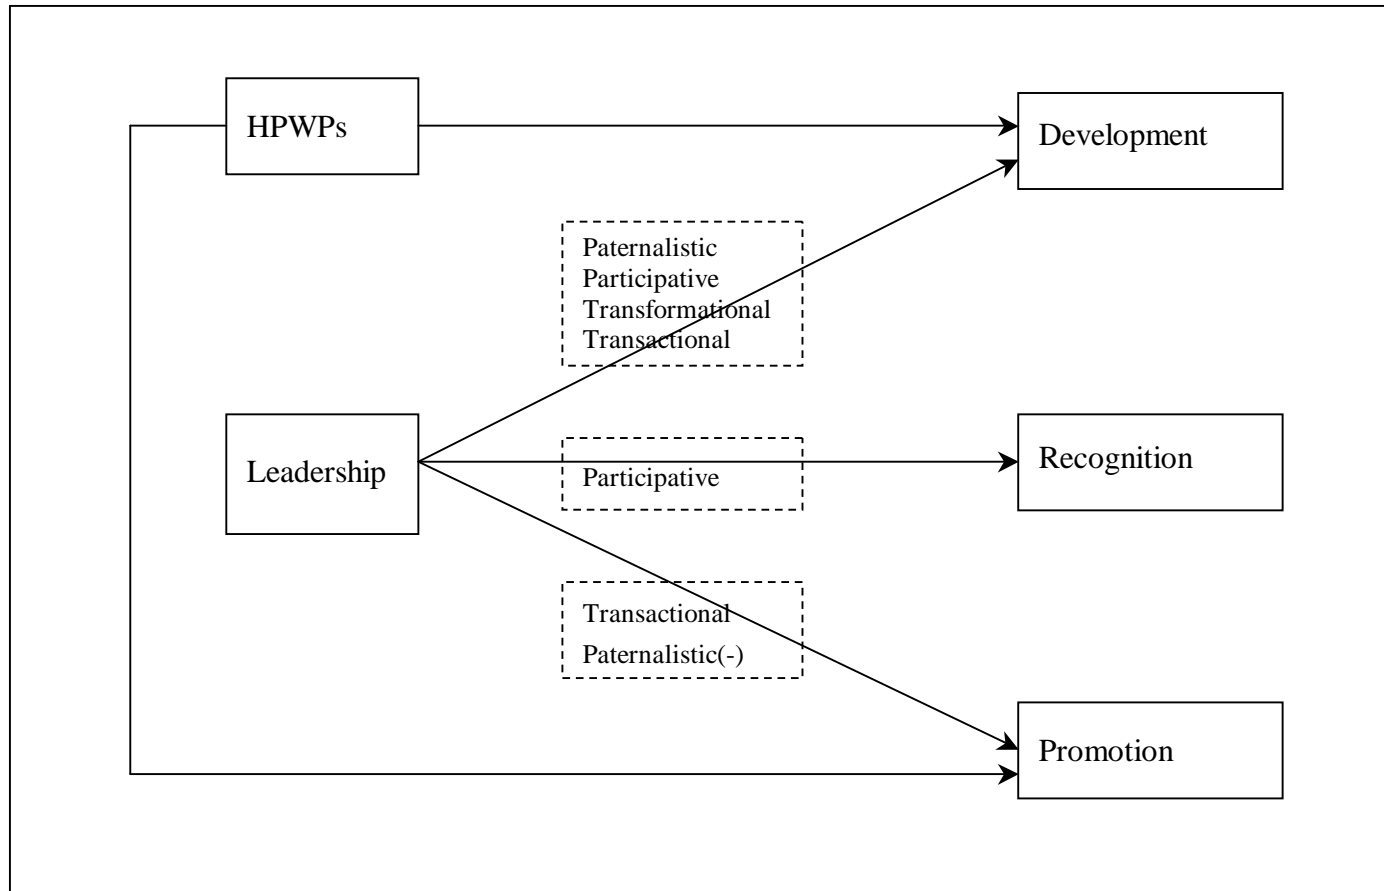 HPWPs
Development
Paternalistic
Participative
Transformational
Transactional
Leadership
Participative
Recognition
Transactional
Paternalistic(-)
Promotion